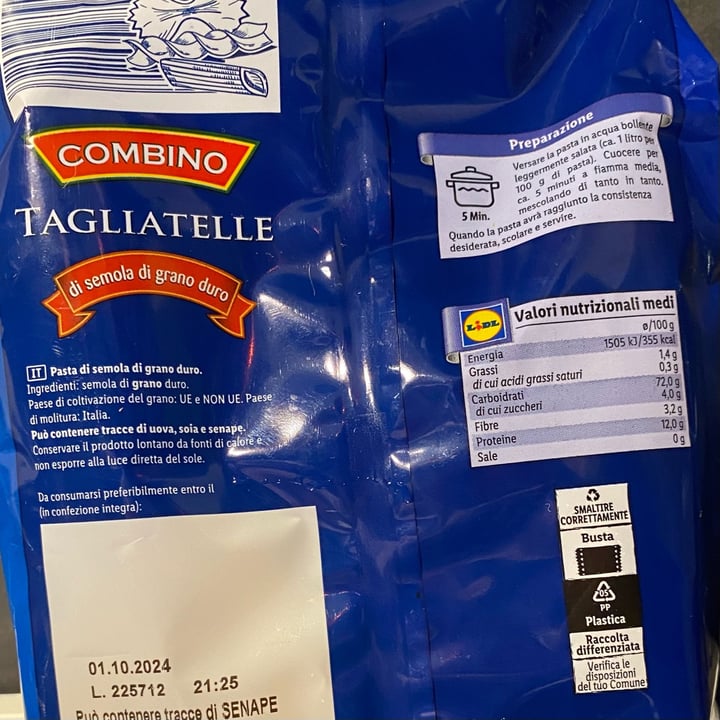 COMBINO
TAGLIATELLE
di semola di grano duro
IT Pasta di semola di grano duro.
Ingredienti: semola di grano duro.
Paese di coltivazione del grano: UE e NON UE. Paese
di molitura: Italia.
Può contenere tracce di uova, soia e senape.
Conservare il prodotto lontano da fonti di calore e
non esporre alla luce diretta del sole.
Da consumarsi preferibilmente entro il
(in confezione integra):
01.10.2024
L. 225712 21:25
Può contenere tracce di SENAPE
Preparazione
Versare la pasta in acqua bollente
leggermente salata (ca. 1 litro per
100 g di pasta). Cuocere per
ca. 5 minuti a fiamma media,
mescolando di tanto in tanto.
5 Min.
Quando la pasta avrà raggiunto la consistenza
desiderata, scolare e servire.
LIDL
Valori nutrizionali medi
ø/100 g
Energia 1505 kJ/355 kcal
Grassi 1,4 g
di cui acidi grassi saturi 0,3 g
Carboidrati 72,0 g
di cui zuccheri 4,0 g
Fibre 3,2 g
Proteine 12,0 g
Sale 0 g
SMALTIRE
CORRETTAMENTE
Busta
05
PP
Plastica
Raccolta
differenziata
Verifica le
disposizioni
del tuo Comune